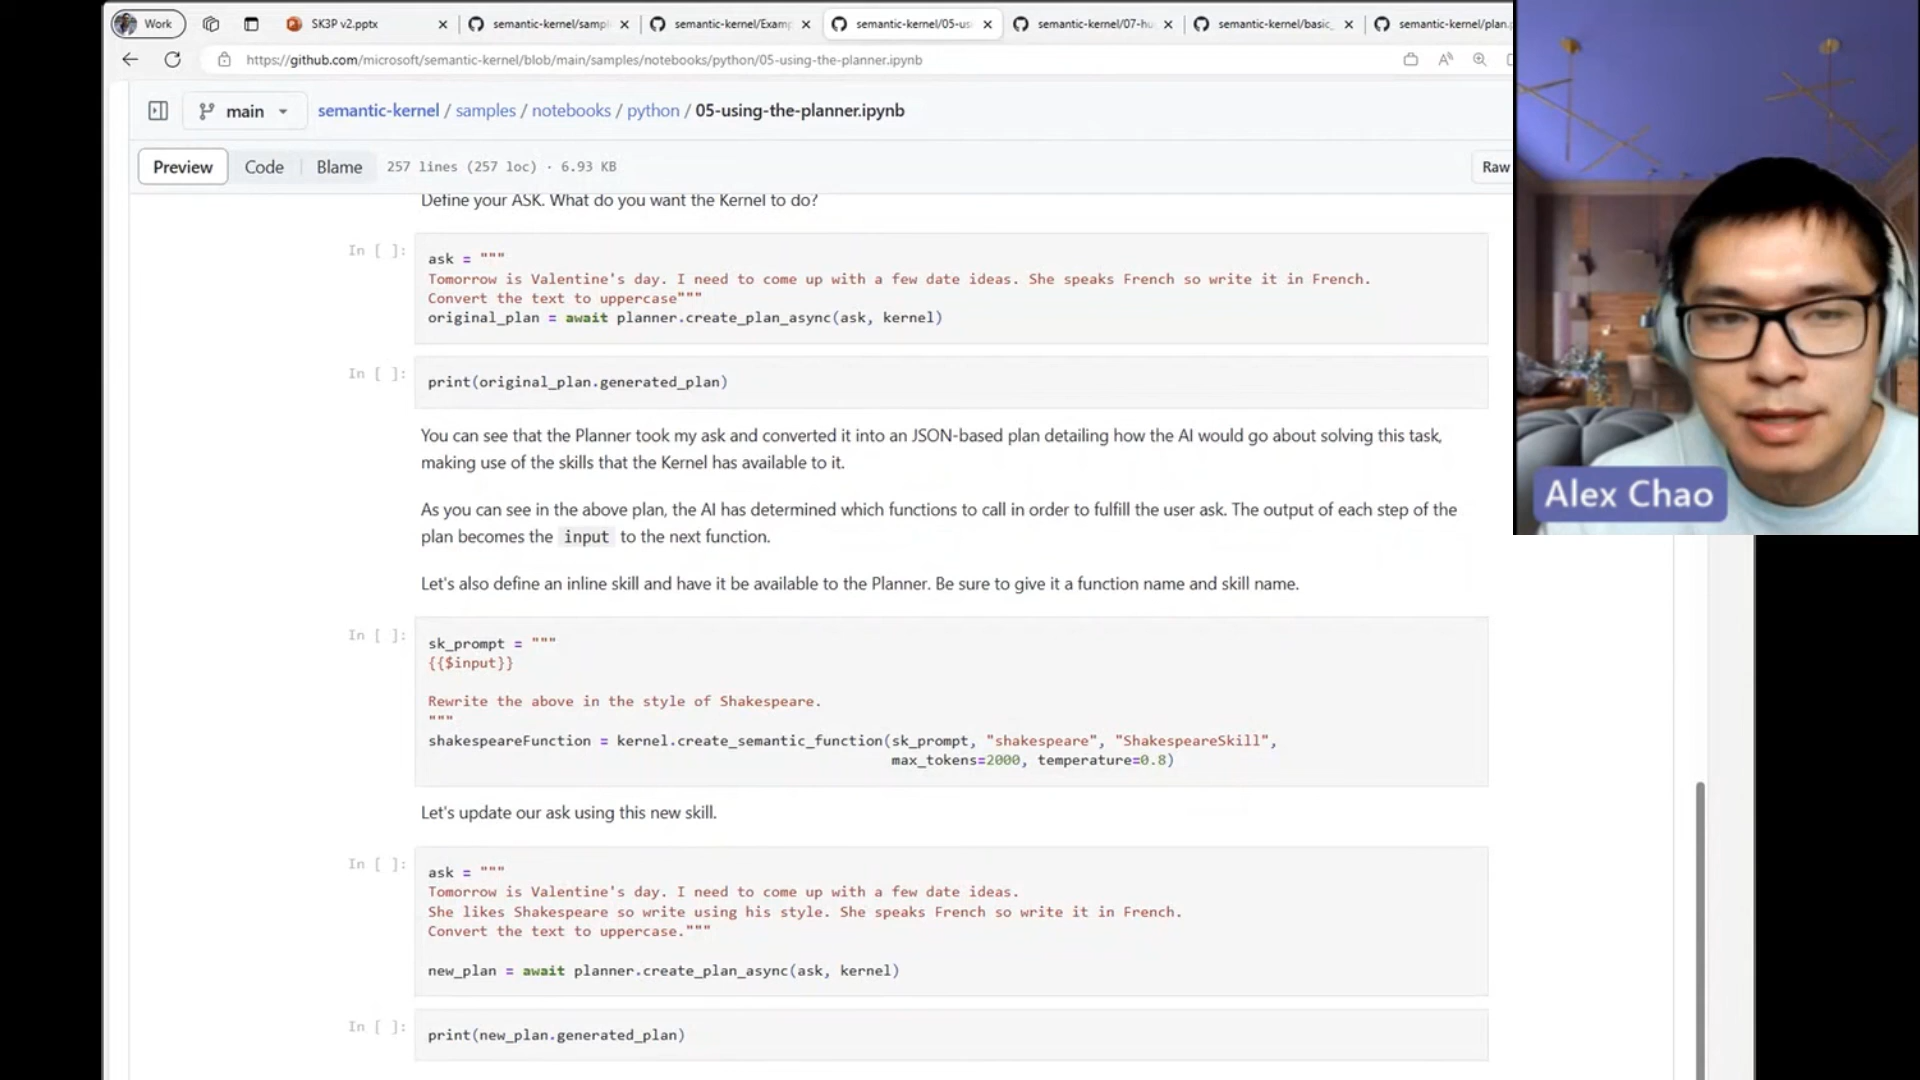 Work
SK3P v2.pptx
semantic-kernel/sampl
semantic-kernel/Examp
semantic-kernel/05-us
semantic-kernel/07-hu
semantic-kernel/basic_
semantic-kernel/plan.p
https://github.com/microsoft/semantic-kernel/blob/main/samples/notebooks/python/05-using-the-planner.ipynb
main
semantic-kernel / samples / notebooks / python / 05-using-the-planner.ipynb
Preview Code Blame 257 lines (257 loc) · 6.93 KB
Raw
Define your ASK. What do you want the Kernel to do?
In [ ]:
ask = """
Tomorrow is Valentine's day. I need to come up with a few date ideas. She speaks French so write it in French.
Convert the text to uppercase"""
original_plan = await planner.create_plan_async(ask, kernel)
In [ ]:
print(original_plan.generated_plan)
You can see that the Planner took my ask and converted it into an JSON-based plan detailing how the AI would go about solving this task,
making use of the skills that the Kernel has available to it.
As you can see in the above plan, the AI has determined which functions to call in order to fulfill the user ask. The output of each step of the
plan becomes the input to the next function.
Let's also define an inline skill and have it be available to the Planner. Be sure to give it a function name and skill name.
In [ ]:
sk_prompt = """
{{$input}}
Rewrite the above in the style of Shakespeare.
"""
shakespeareFunction = kernel.create_semantic_function(sk_prompt, "shakespeare", "ShakespeareSkill",
max_tokens=2000, temperature=0.8)
Let's update our ask using this new skill.
In [ ]:
ask = """
Tomorrow is Valentine's day. I need to come up with a few date ideas.
She likes Shakespeare so write using his style. She speaks French so write it in French.
Convert the text to uppercase."""
new_plan = await planner.create_plan_async(ask, kernel)
In [ ]:
print(new_plan.generated_plan)
Alex Chao